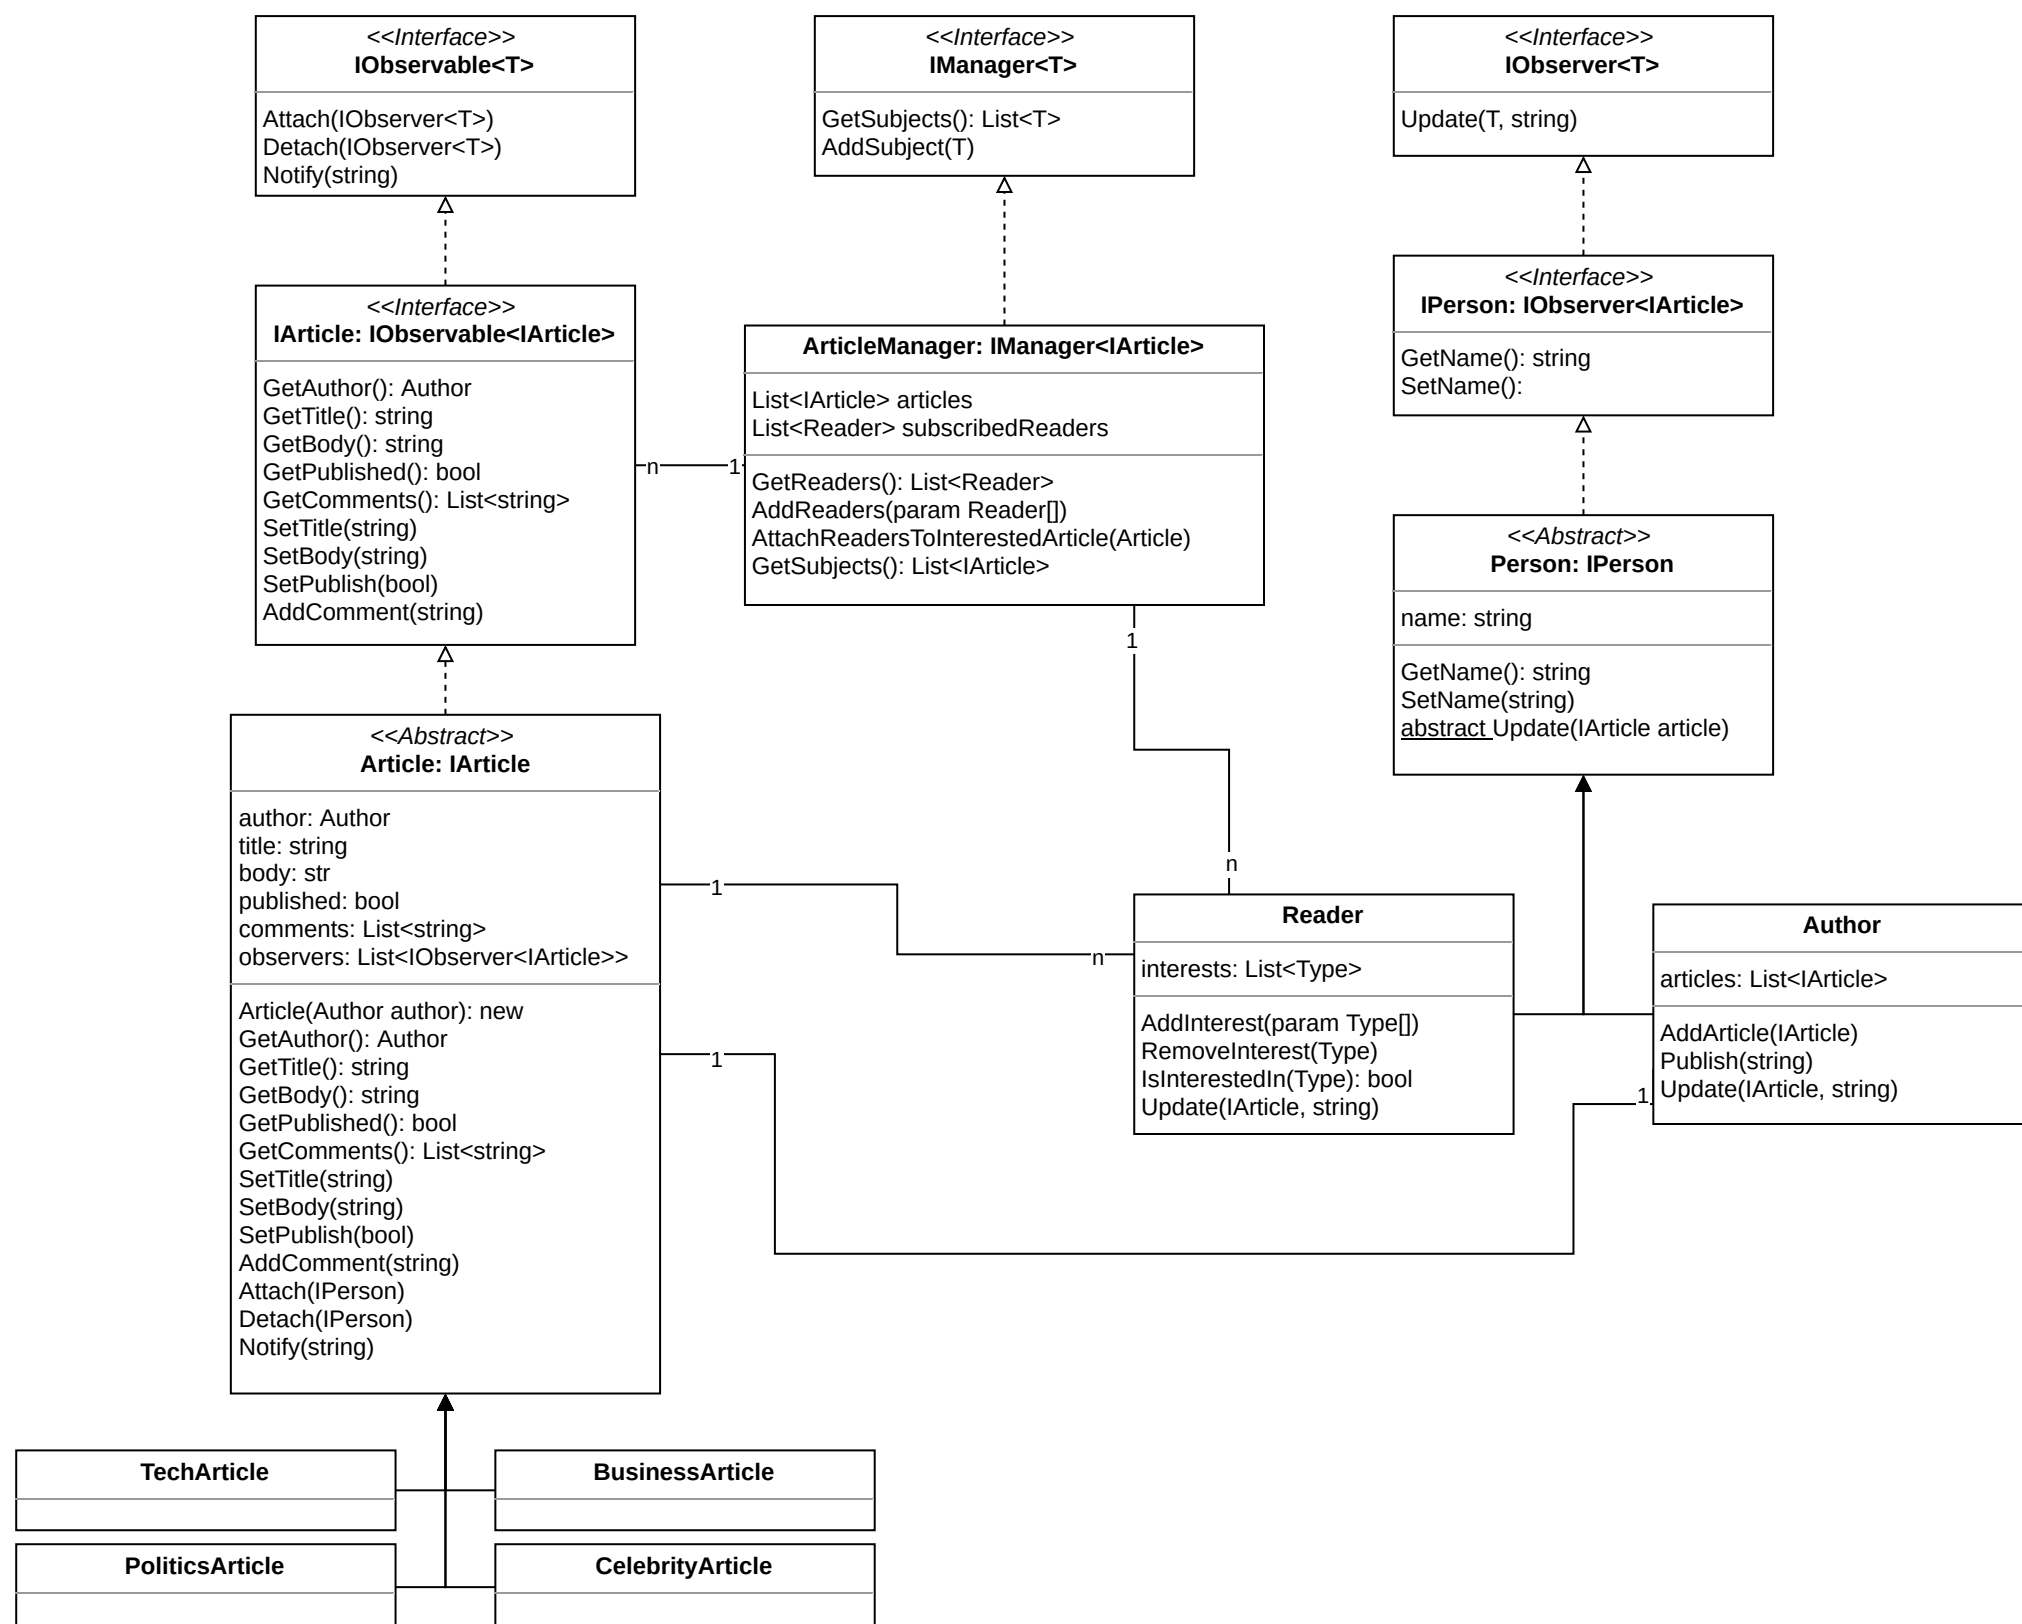 <<Interface>>
IObservable<T>
Attach(IObserver<T>)
Detach(IObserver<T>)
Notify(string)
<<Interface>>
IManager<T>
GetSubjects(): List<T>
AddSubject(T)
<<Interface>>
IObserver<T>
Update(T, string)
<<Interface>>
IArticle: IObservable<IArticle>
GetAuthor(): Author
GetTitle(): string
GetBody(): string
GetPublished(): bool
GetComments(): List<string>
SetTitle(string)
SetBody(string)
SetPublish(bool)
AddComment(string)
n
1
ArticleManager: IManager<IArticle>
List<IArticle> articles
List<Reader> subscribedReaders
GetReaders(): List<Reader>
AddReaders(param Reader[])
AttachReadersToInterestedArticle(Article)
GetSubjects(): List<IArticle>
<<Interface>>
IPerson: IObserver<IArticle>
GetName(): string
SetName():
<<Abstract>>
Person: IPerson
name: string
GetName(): string
SetName(string)
abstract Update(IArticle article)
1
n
<<Abstract>>
Article: IArticle
author: Author
title: string
body: str
published: bool
comments: List<string>
observers: List<IObserver<IArticle>>
Article(Author author): new
GetAuthor(): Author
GetTitle(): string
GetBody(): string
GetPublished(): bool
GetComments(): List<string>
SetTitle(string)
SetBody(string)
SetPublish(bool)
AddComment(string)
Attach(IPerson)
Detach(IPerson)
Notify(string)
1
n
1
1
Reader
interests: List<Type>
AddInterest(param Type[])
RemoveInterest(Type)
IsInterestedIn(Type): bool
Update(IArticle, string)
Author
articles: List<IArticle>
AddArticle(IArticle)
Publish(string)
Update(IArticle, string)
TechArticle
BusinessArticle
PoliticsArticle
CelebrityArticle